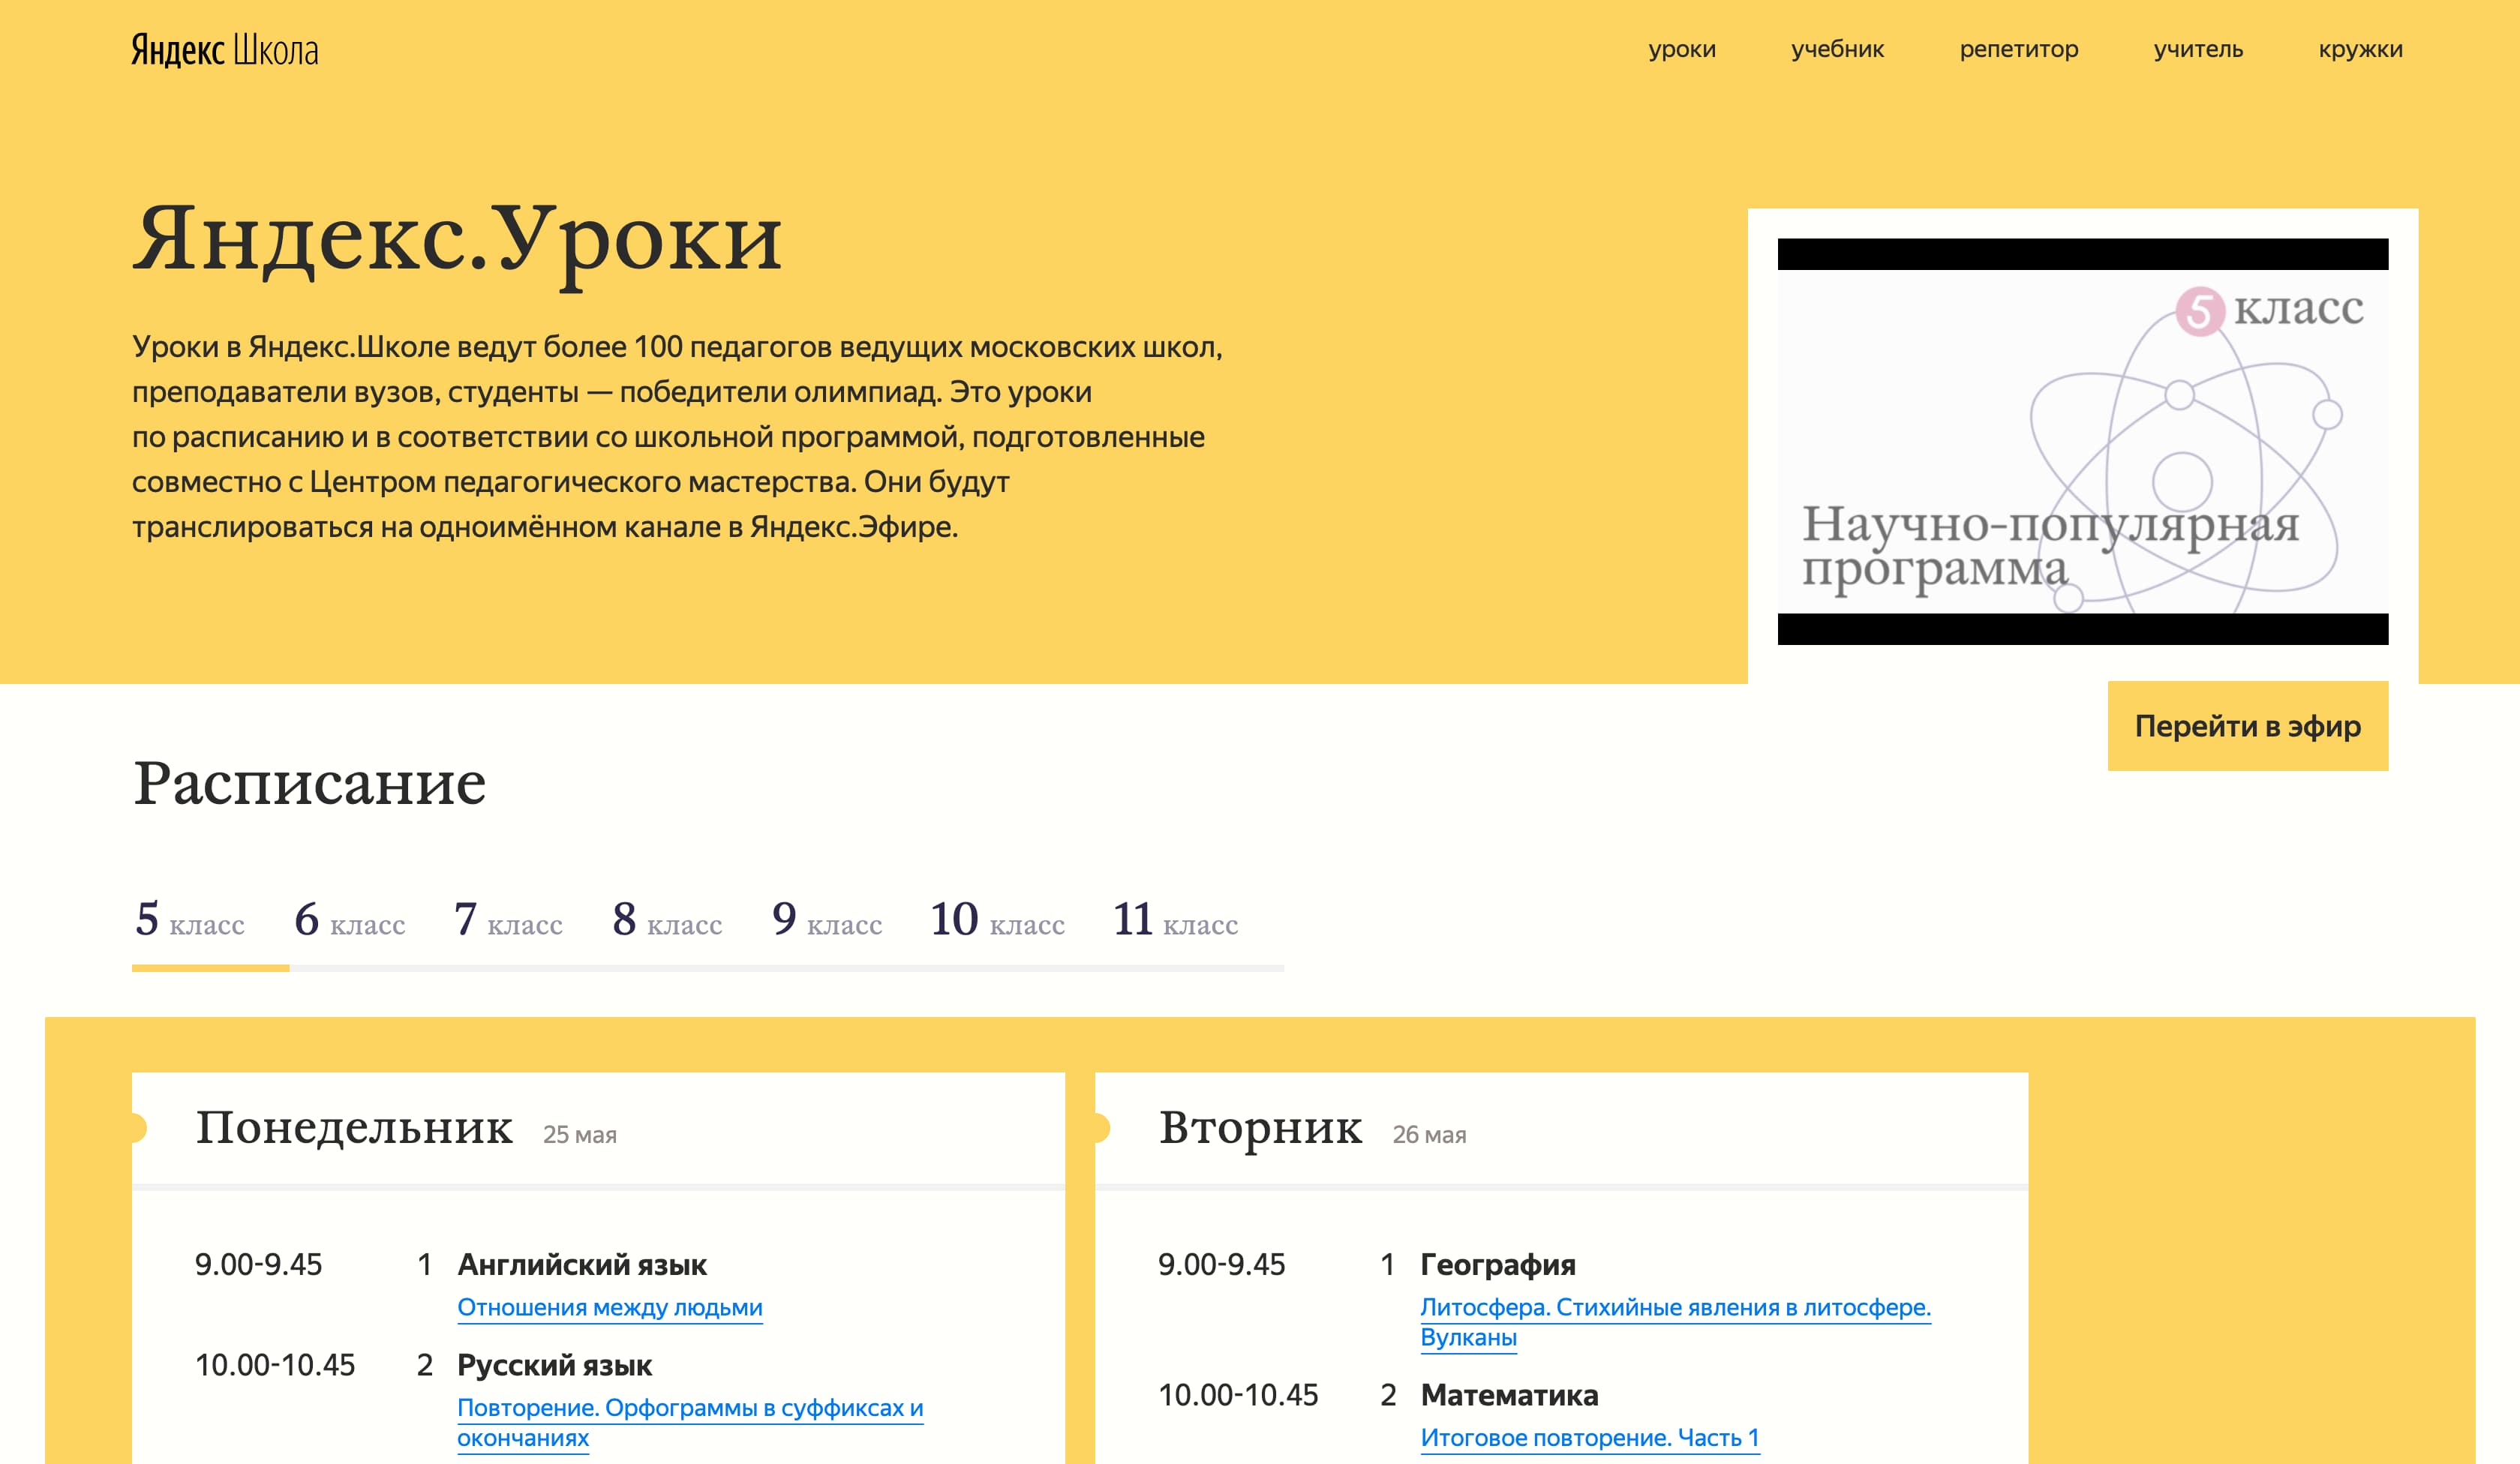 Яндекс Школа
уроки учебник репетитор учитель кружки
Яндекс.Уроки
Уроки в Яндекс.Школе ведут более 100 педагогов ведущих московских школ,
преподаватели вузов, студенты — победители олимпиад. Это уроки
по расписанию и в соответствии со школьной программой, подготовленные
совместно с Центром педагогического мастерства. Они будут
транслироваться на одноимённом канале в Яндекс.Эфире.
5 класс
Научно-популярная
программа
Перейти в эфир
Расписание
5 класс 6 класс 7 класс 8 класс 9 класс 10 класс 11 класс
Понедельник 25 мая
9.00-9.45 1 Английский язык
Отношения между людьми
10.00-10.45 2 Русский язык
Повторение. Орфограммы в суффиксах и
окончаниях
Вторник 26 мая
9.00-9.45 1 География
Литосфера. Стихийные явления в литосфере.
Вулканы
10.00-10.45 2 Математика
Итоговое повторение. Часть 1